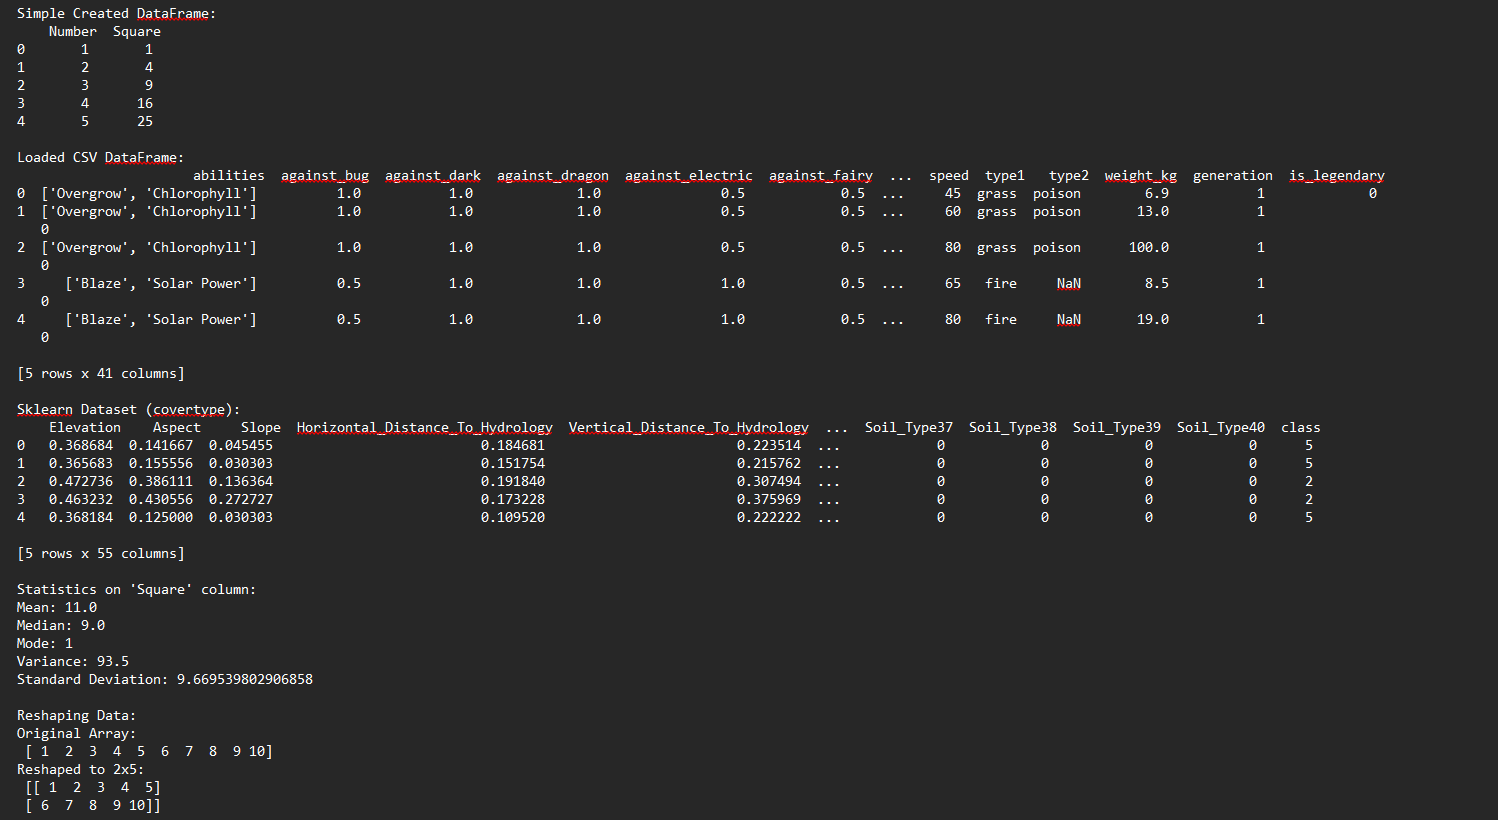 Simple Created DataFrame:
Number Square
0 1 1
1 2 4
2 3 9
3 4 16
4 5 25
Loaded CSV DataFrame:
abilities against_bug against_dark against_dragon against_electric against_fairy ... speed type1 type2 weight_kg generation is_legendary
0 ['Overgrow', 'Chlorophyll'] 1.0 1.0 1.0 0.5 0.5 ... 45 grass poison 6.9 1 0
1 ['Overgrow', 'Chlorophyll'] 1.0 1.0 1.0 0.5 0.5 ... 60 grass poison 13.0 1
0
2 ['Overgrow', 'Chlorophyll'] 1.0 1.0 1.0 0.5 0.5 ... 80 grass poison 100.0 1
0
3 ['Blaze', 'Solar Power'] 0.5 1.0 1.0 1.0 0.5 ... 65 fire NaN 8.5 1
0
4 ['Blaze', 'Solar Power'] 0.5 1.0 1.0 1.0 0.5 ... 80 fire NaN 19.0 1
0
[5 rows x 41 columns]
Sklearn Dataset (covertype):
Elevation Aspect Slope Horizontal_Distance_To_Hydrology Vertical_Distance_To_Hydrology ... Soil_Type37 Soil_Type38 Soil_Type39 Soil_Type40 class
0 0.368684 0.141667 0.045455 0.184681 0.223514 ... 0 0 0 0 5
1 0.365683 0.155556 0.030303 0.151754 0.215762 ... 0 0 0 0 5
2 0.472736 0.386111 0.136364 0.191840 0.307494 ... 0 0 0 0 2
3 0.463232 0.430556 0.272727 0.173228 0.375969 ... 0 0 0 0 2
4 0.368184 0.125000 0.030303 0.109520 0.222222 ... 0 0 0 0 5
[5 rows x 55 columns]
Statistics on 'Square' column:
Mean: 11.0
Median: 9.0
Mode: 1
Variance: 93.5
Standard Deviation: 9.669539802906858
Reshaping Data:
Original Array:
[ 1 2 3 4 5 6 7 8 9 10]
Reshaped to 2x5:
[[ 1 2 3 4 5]
[ 6 7 8 9 10]]